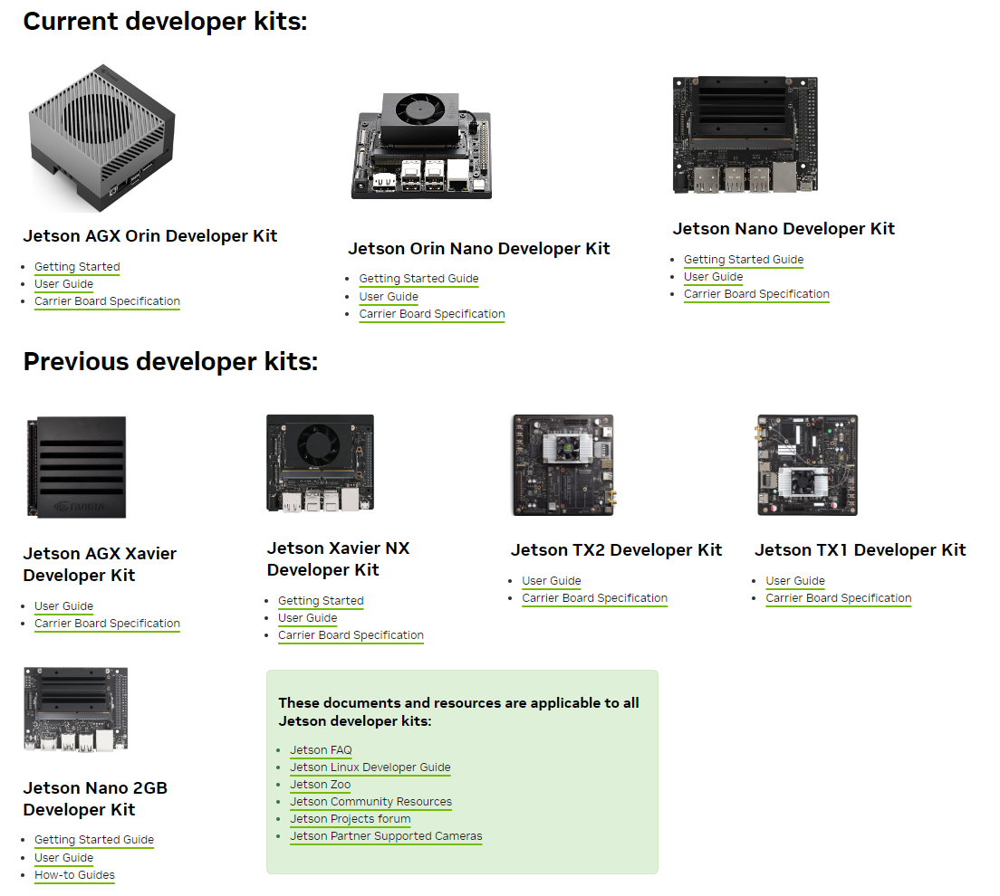 Current developer kits:
Jetson AGX Orin Developer Kit
Getting Started
User Guide
Carrier Board Specification
Jetson Orin Nano Developer Kit
Getting Started Guide
User Guide
Carrier Board Specification
Jetson Nano Developer Kit
Getting Started Guide
User Guide
Carrier Board Specification
Previous developer kits:
NVIDIA
Jetson AGX Xavier
Developer Kit
User Guide
Carrier Board Specification
Jetson Xavier NX
Developer Kit
Getting Started
User Guide
Carrier Board Specification
Jetson TX2 Developer Kit
User Guide
Carrier Board Specification
Jetson TX1 Developer Kit
User Guide
Carrier Board Specification
Jetson Nano 2GB
Developer Kit
Getting Started Guide
User Guide
How-to Guides
These documents and resources are applicable to all
Jetson developer kits:
Jetson FAQ
Jetson Linux Developer Guide
Jetson Zoo
Jetson Community Resources
Jetson Projects forum
Jetson Partner Supported Cameras